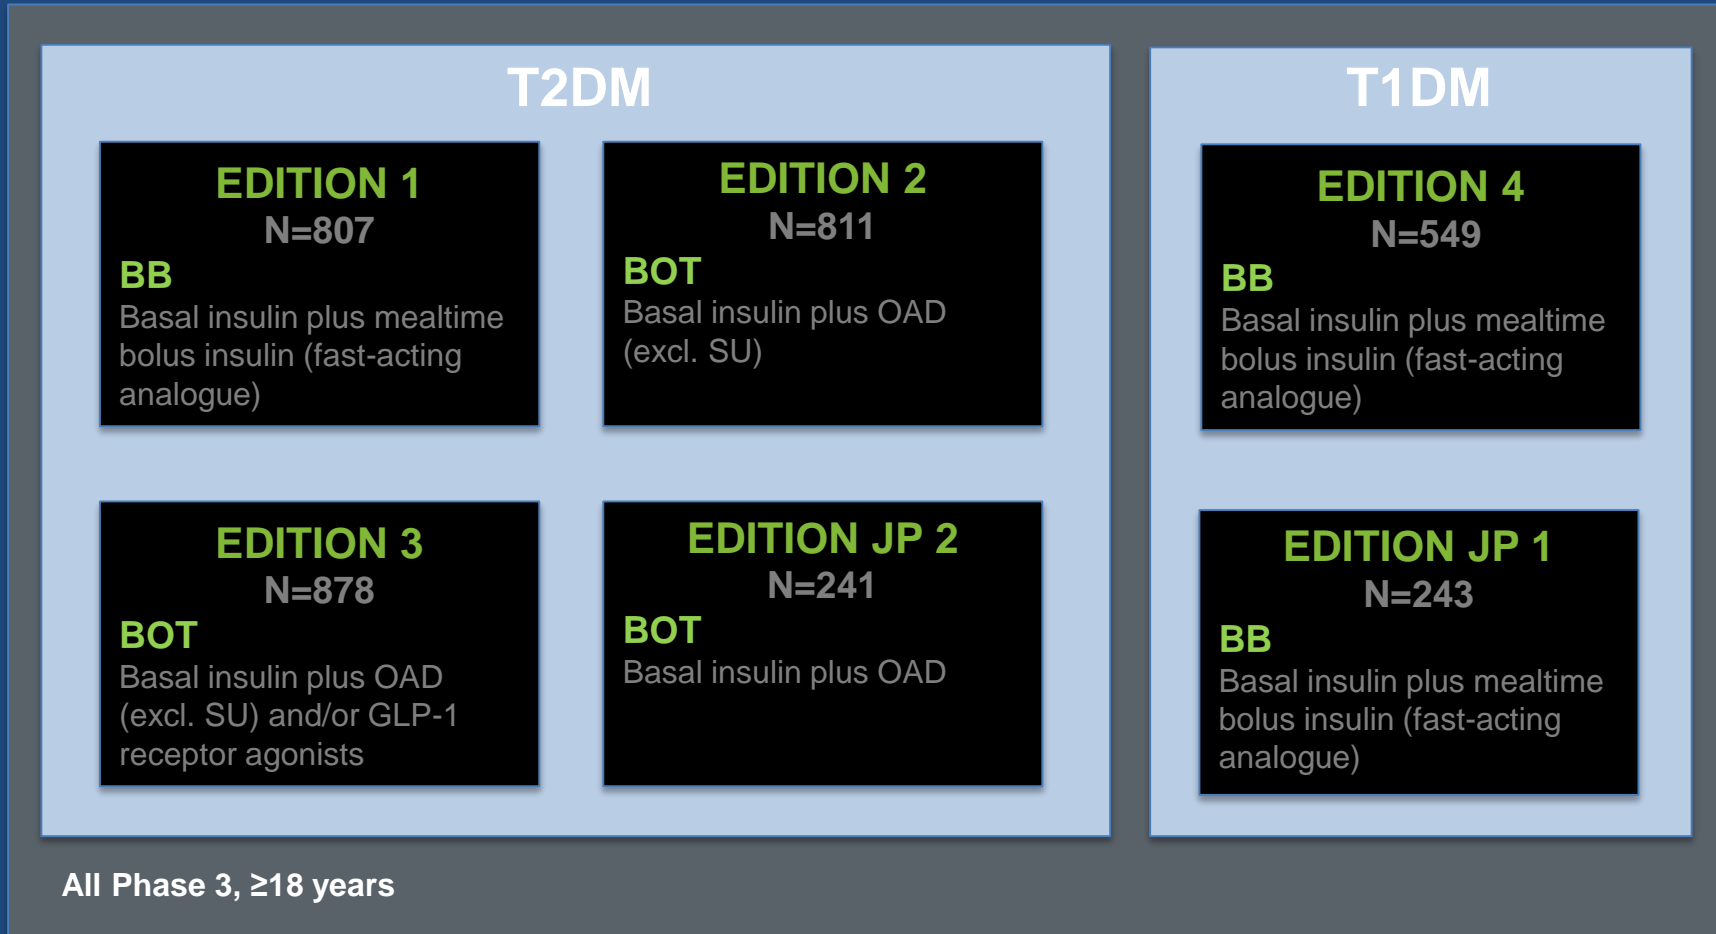 T2DM
EDITION 1
N=807
BB
Basal insulin plus mealtime
bolus insulin (fast-acting
analogue)
EDITION 2
N=811
BOT
Basal insulin plus OAD
(excl. SU)
EDITION 3
N=878
BOT
Basal insulin plus OAD
(excl. SU) and/or GLP-1
receptor agonists
EDITION JP 2
N=241
BOT
Basal insulin plus OAD
T1DM
EDITION 4
N=549
BB
Basal insulin plus mealtime
bolus insulin (fast-acting
analogue)
EDITION JP 1
N=243
BB
Basal insulin plus mealtime
bolus insulin (fast-acting
analogue)
All Phase 3, ≥18 years